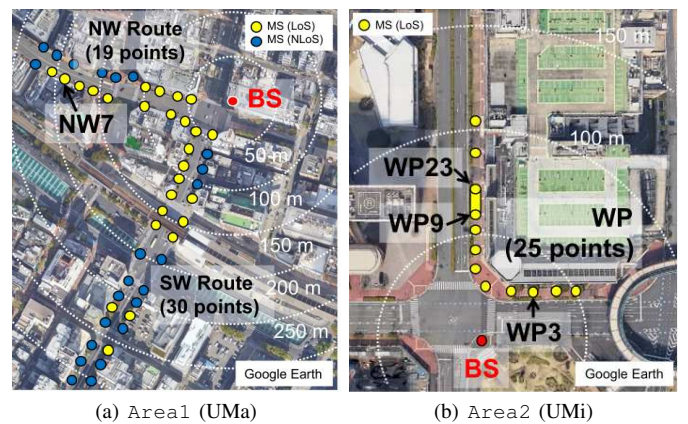 NW Route
(19 points)
MS (LoS)
MS (NLoS)
BS
NW7
50 m
100 m
150 m
SW Route
(30 points)
200 m
250 m
Google Earth
(a) Area1 (UMa)
MS (LoS)
150 m
100 m
WP23
WP9
WP
(25 points)
WP3
BS
Google Earth
(b) Area2 (UMi)